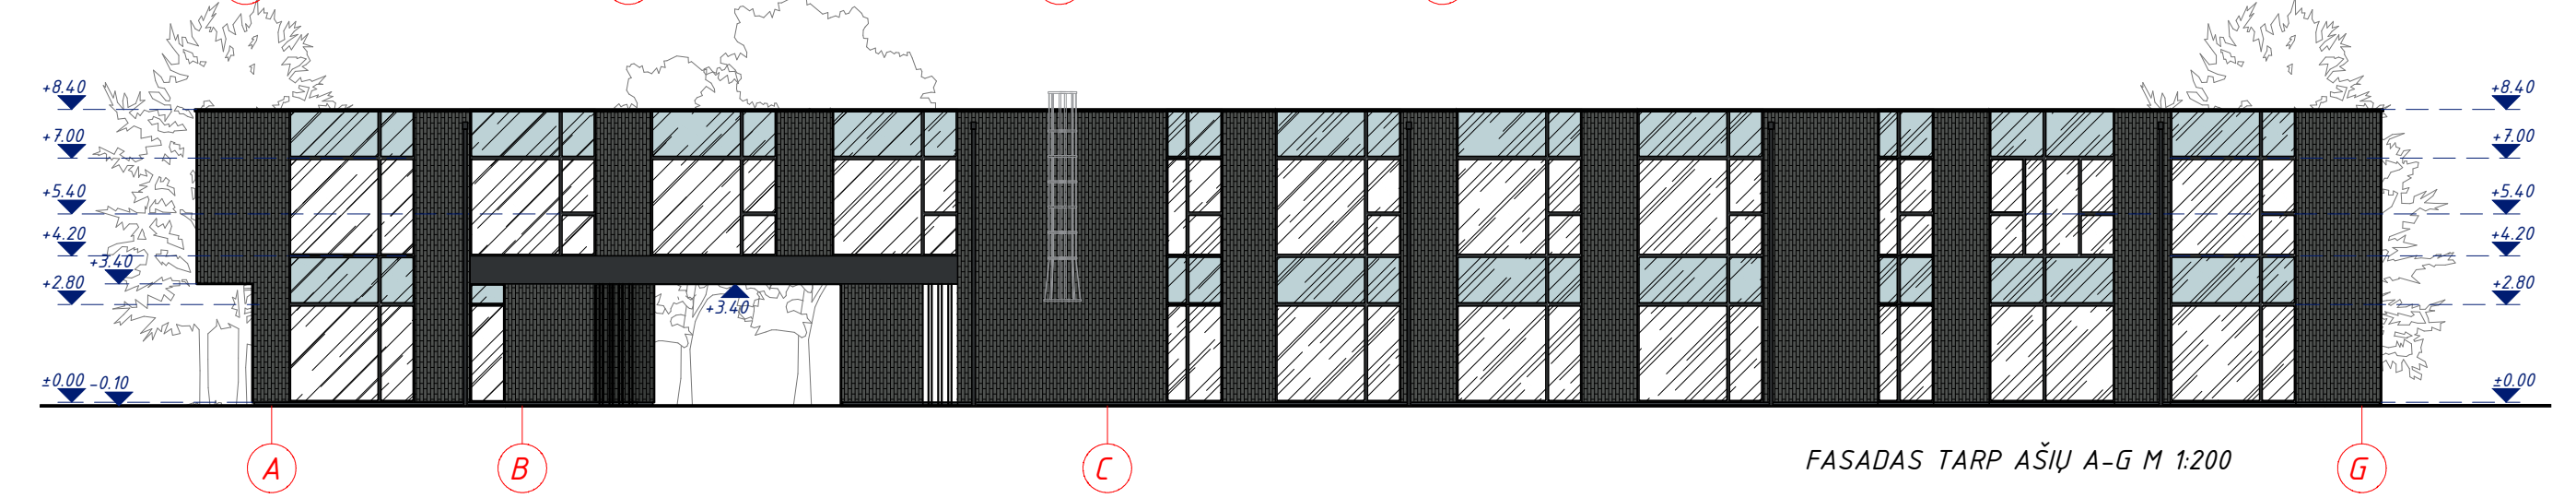 +8.40
+8.40
+7.00
+7.00
+5.40
+5.40
+4.20
+4.20
+3.40
+2.80
+2.80
+3.40
±0.00 -0.10
±0.00
A
B
C
FASADAS TARP AŠIŲ A-G M 1:200
G